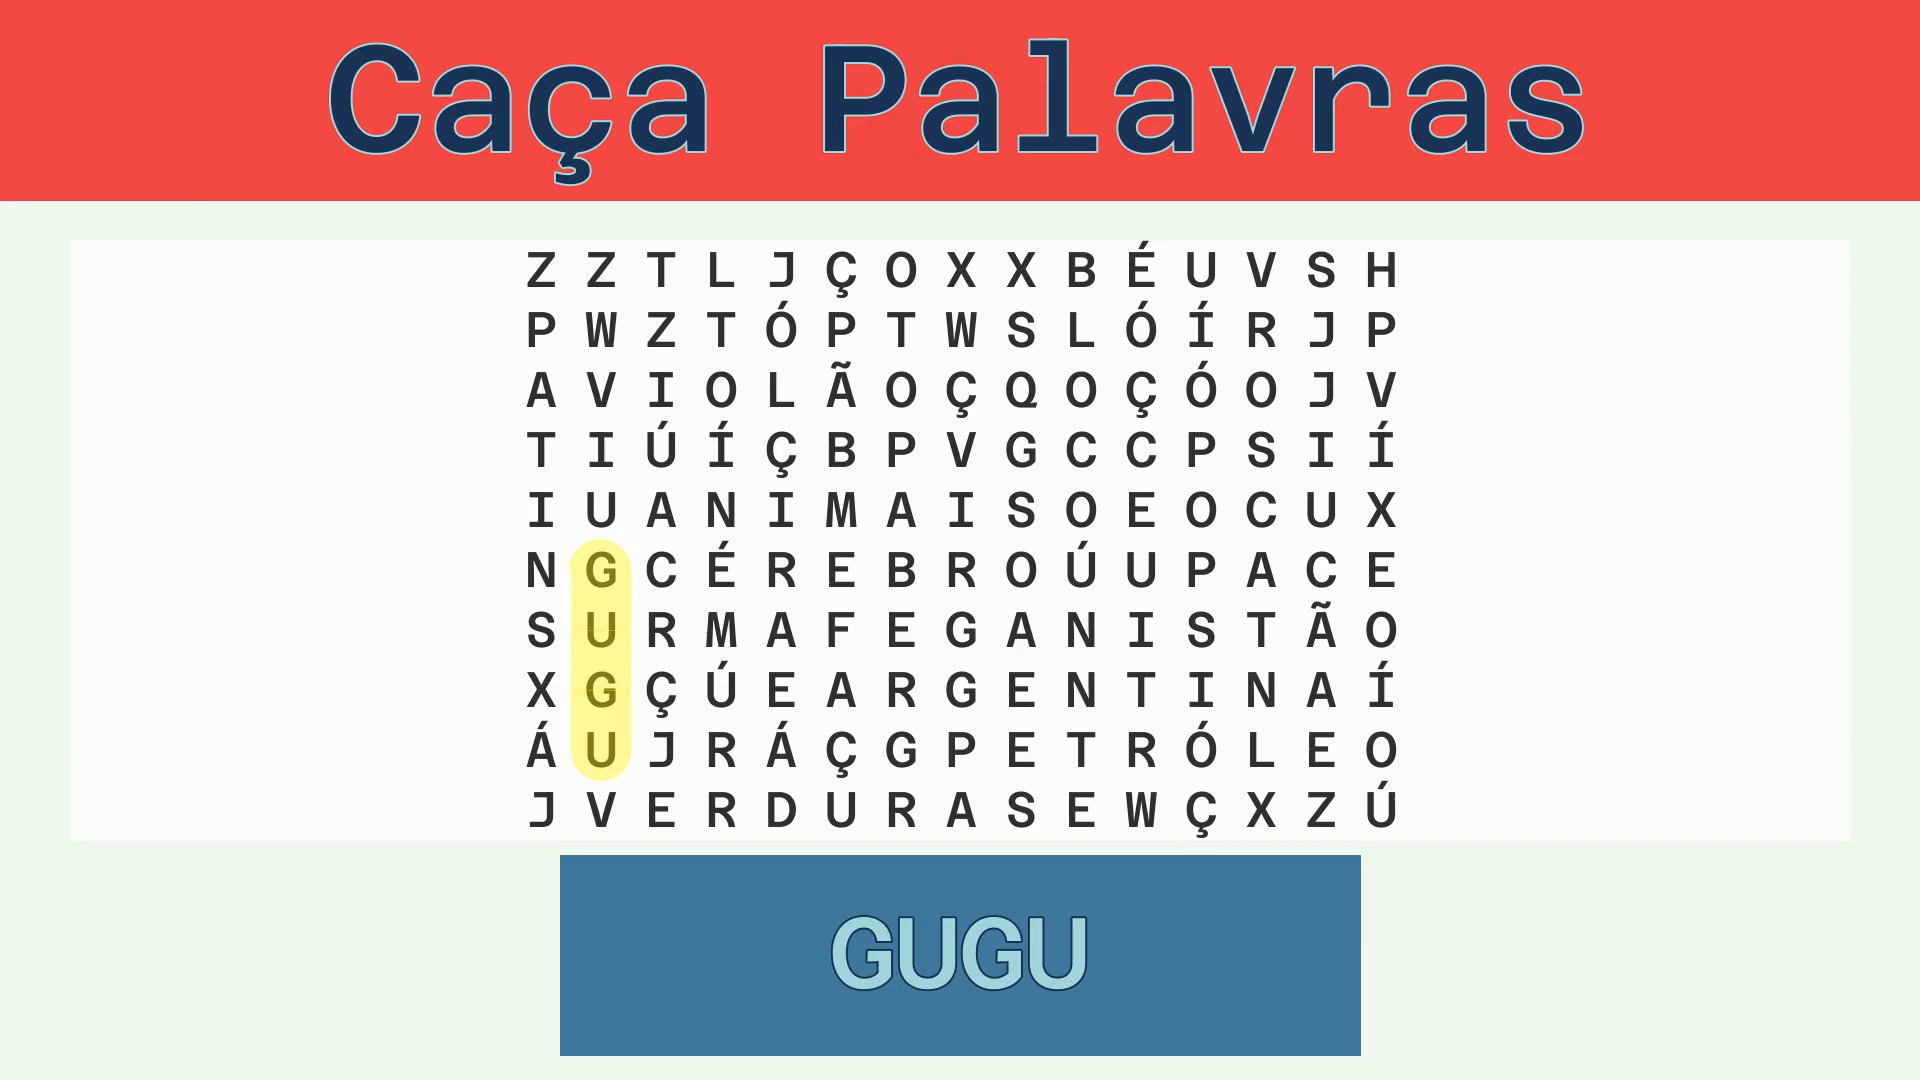 Caça Palavras
Z Z T L J Ç O X X B É U V S H
P W Z T Ó P T W S L Ó Í R J P
A V I O L Ã O Ç Q O Ç Ó O J V
T I Ú Í Ç B P V G C C P S I Í
I U A N I M A I S O E O C U X
N G C É R E B R O Ú U P A C E
S U R M A F E G A N I S T Ã O
X G Ç Ú E A R G E N T I N A Í
Á U J R Á Ç G P E T R Ó L E O
J V E R D U R A S E W Ç X Z Ú
GUGU